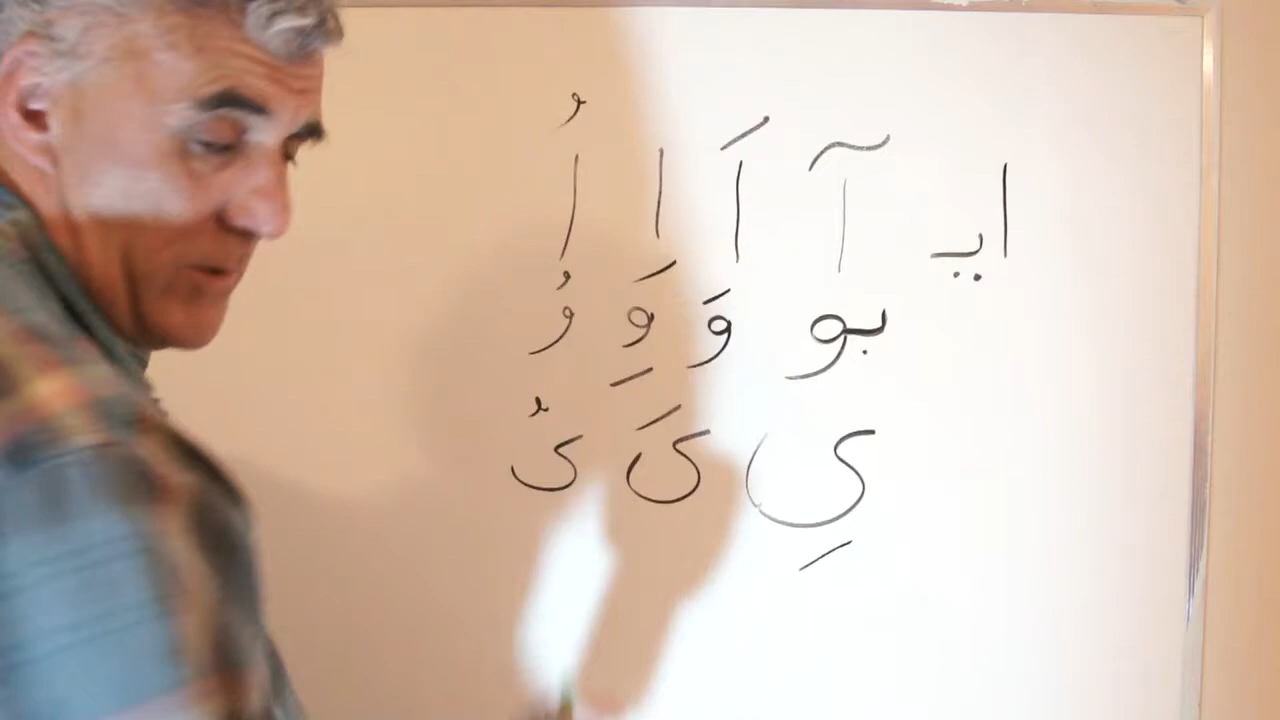 ایـ آ اَ ا اُ
بو وَ وَِ وُ
یِ یَ یُ